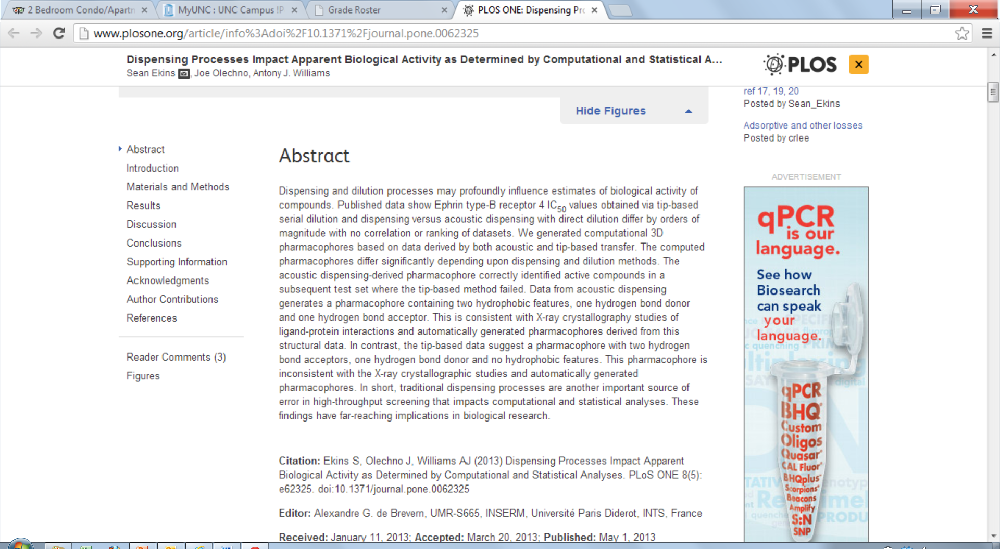 2 Bedroom Condo/Apartn
MyUNC : UNC Campus !P
Grade Roster
PLOS ONE: Dispensing Pro
www.plosone.org/article/info%3Adoi%2F10.1371%2Fjournal.pone.0062325
Dispensing Processes Impact Apparent Biological Activity as Determined by Computational and Statistical A...
Sean Ekins, Joe Olechno, Antony J. Williams
PLOS
Hide Figures
ref 17, 19, 20
Posted by Sean_Ekins
Adsorptive and other losses
Posted by crlee
Abstract
Introduction
Materials and Methods
Results
Discussion
Conclusions
Supporting Information
Acknowledgments
Author Contributions
References
Reader Comments (3)
Figures
Abstract
Dispensing and dilution processes may profoundly influence estimates of biological activity of
compounds. Published data show Ephrin type-B receptor 4 IC50 values obtained via tip-based
serial dilution and dispensing versus acoustic dispensing with direct dilution differ by orders of
magnitude with no correlation or ranking of datasets. We generated computational 3D
pharmacophores based on data derived by both acoustic and tip-based transfer. The computed
pharmacophores differ significantly depending upon dispensing and dilution methods. The
acoustic dispensing-derived pharmacophore correctly identified active compounds in a
subsequent test set where the tip-based method failed. Data from acoustic dispensing
generates a pharmacophore containing two hydrophobic features, one hydrogen bond donor
and one hydrogen bond acceptor. This is consistent with X-ray crystallography studies of
ligand-protein interactions and automatically generated pharmacophores derived from this
structural data. In contrast, the tip-based data suggest a pharmacophore with two hydrogen
bond acceptors, one hydrogen bond donor and no hydrophobic features. This pharmacophore is
inconsistent with the X-ray crystallographic studies and automatically generated
pharmacophores. In short, traditional dispensing processes are another important source of
error in high-throughput screening that impacts computational and statistical analyses. These
findings have far-reaching implications in biological research.
Citation: Ekins S, Olechno J, Williams AJ (2013) Dispensing Processes Impact Apparent
Biological Activity as Determined by Computational and Statistical Analyses. PLoS ONE 8(5):
e62325. doi:10.1371/journal.pone.0062325
Editor: Alexandre G. de Brevern, UMR-S665, INSERM, Université Paris Diderot, INTS, France
Received: January 11, 2013; Accepted: March 20, 2013; Published: May 1, 2013
ADVERTISEMENT
qPCR
is our
language.
See how
Biosearch
can speak
your
language.
quenching
digital
qPCR
BHQ®
Custom
Oligos
Quasar®
CAL Fluor®
BHQplus™
Scorpions®
Beacons
Amplify
S:N
SNP